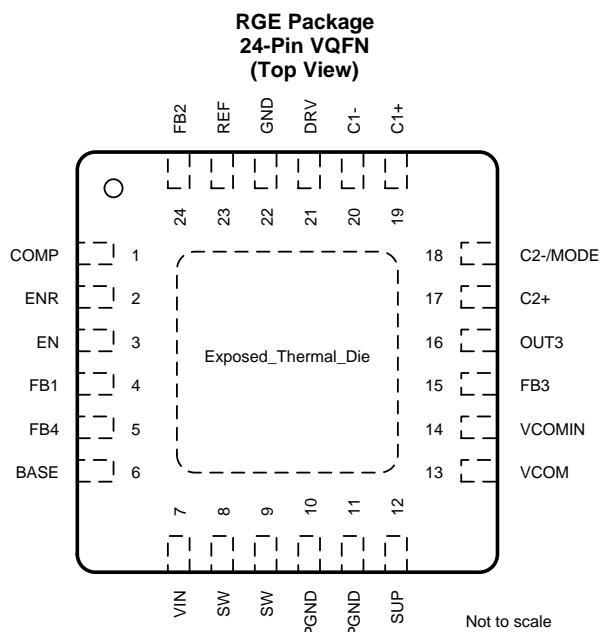 RGE Package
24-Pin VQFN
(Top View)
FB2
REF
GND
DRV
C1-
C1+
24
23
22
21
20
19
COMP 1
ENR 2
EN 3
FB1 4
FB4 5
BASE 6
18 C2-/MODE
17 C2+
16 OUT3
15 FB3
14 VCOMIN
13 VCOM
Exposed_Thermal_Die
7
8
9
10
11
12
VIN
SW
SW
PGND
PGND
SUP
Not to scale